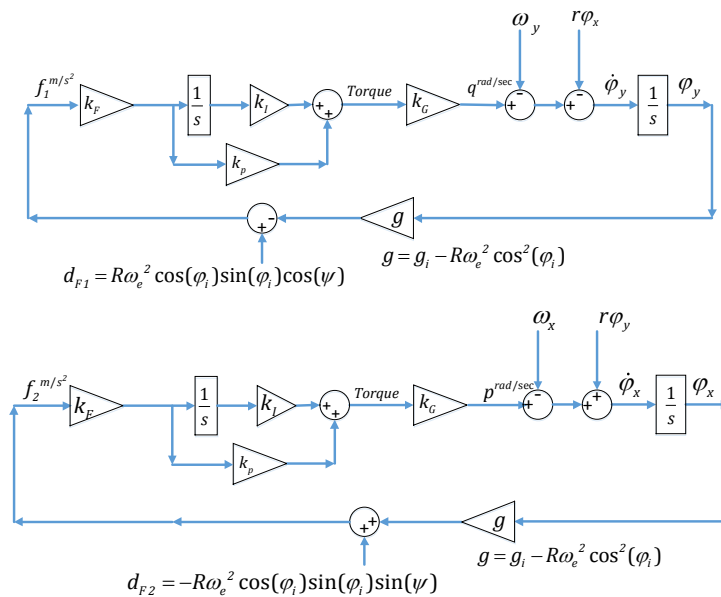 ω_y rφ_x
f_1^{m/s²} k_F 1/s k_I + + Torque k_G q^{rad/sec} + - + - φ̇_y 1/s φ_y
k_p
+ - g
g = g_i − Rω_e² cos²(φ_i)
d_{F1} = Rω_e² cos(φ_i)sin(φ_i)cos(ψ)
ω_x rφ_y
f_2^{m/s²} k_F 1/s k_I + + Torque k_G p^{rad/sec} + - + + φ̇_x 1/s φ_x
k_p
+ + g
g = g_i − Rω_e² cos²(φ_i)
d_{F2} = −Rω_e² cos(φ_i)sin(φ_i)sin(ψ)